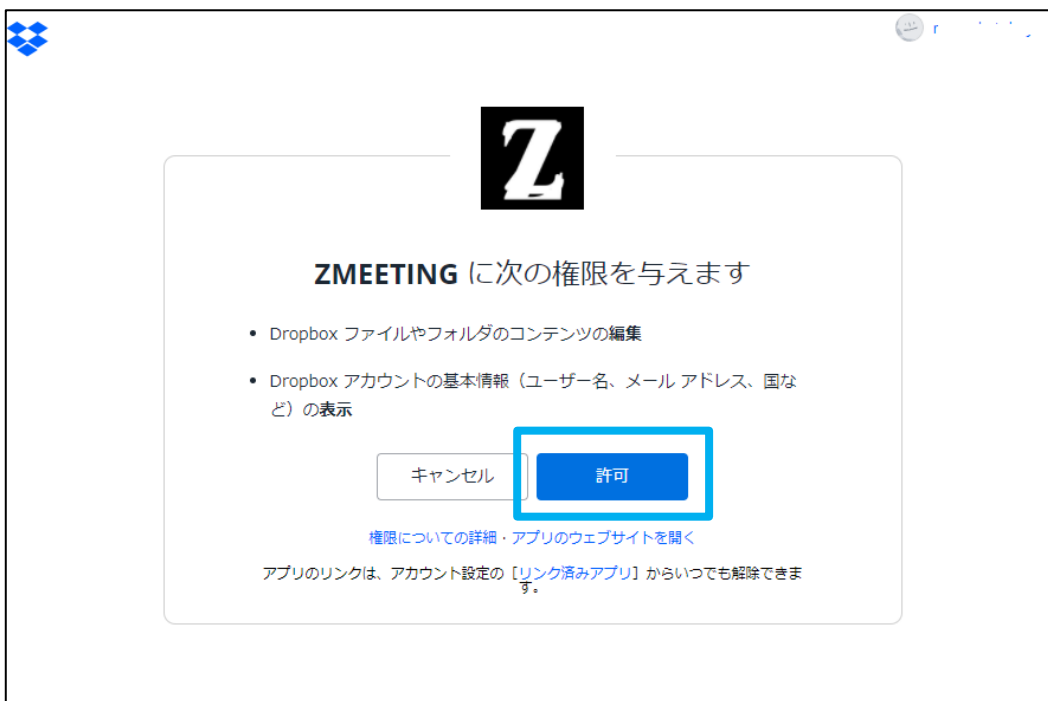 Z
ZMEETING に次の権限を与えます
• Dropbox ファイルやフォルダのコンテンツの編集
• Dropbox アカウントの基本情報（ユーザー名、メール アドレス、国な
ど）の表示
キャンセル 許可
権限についての詳細・アプリのウェブサイトを開く
アプリのリンクは、アカウント設定の［リンク済みアプリ］からいつでも解除できま
す。